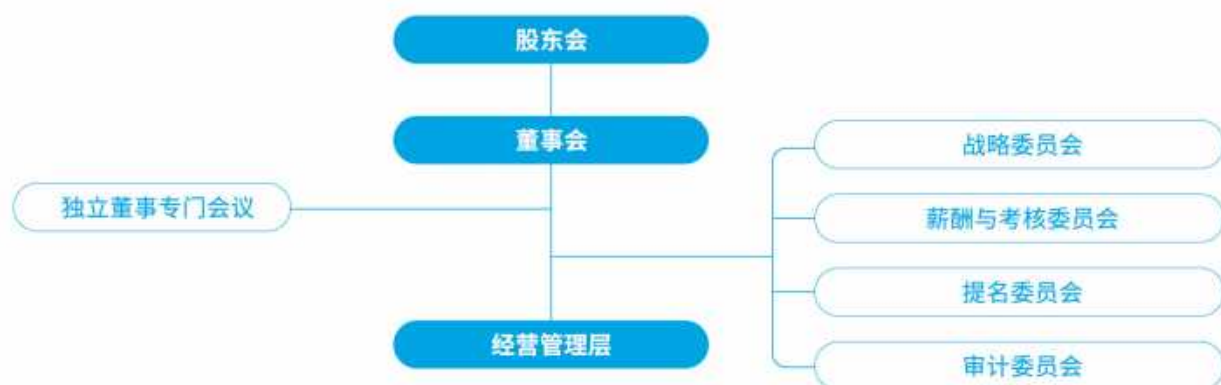 股东会
董事会
独立董事专门会议
战略委员会
薪酬与考核委员会
提名委员会
审计委员会
经营管理层